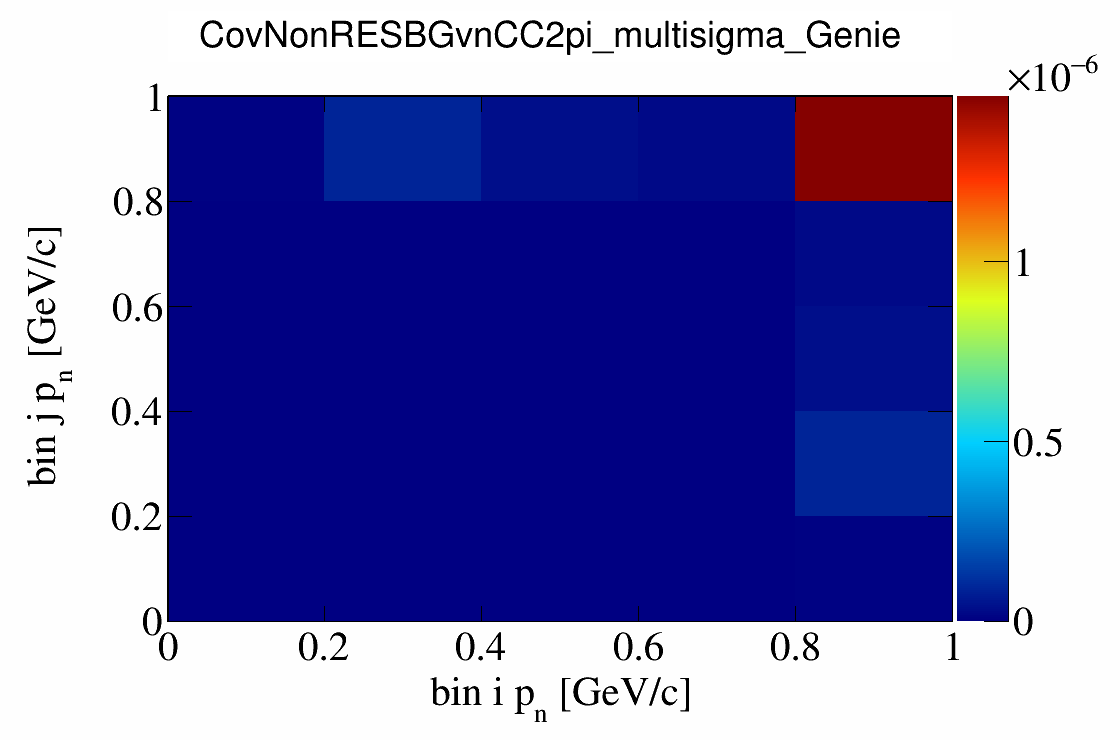 CovNonRESBGvnCC2pi_multisigma_Genie
×10⁻⁶
1
0.8
0.6
0.4
0.2
0
bin j pₙ [GeV/c]
1
0.5
0
0 0.2 0.4 0.6 0.8 1
bin i pₙ [GeV/c]